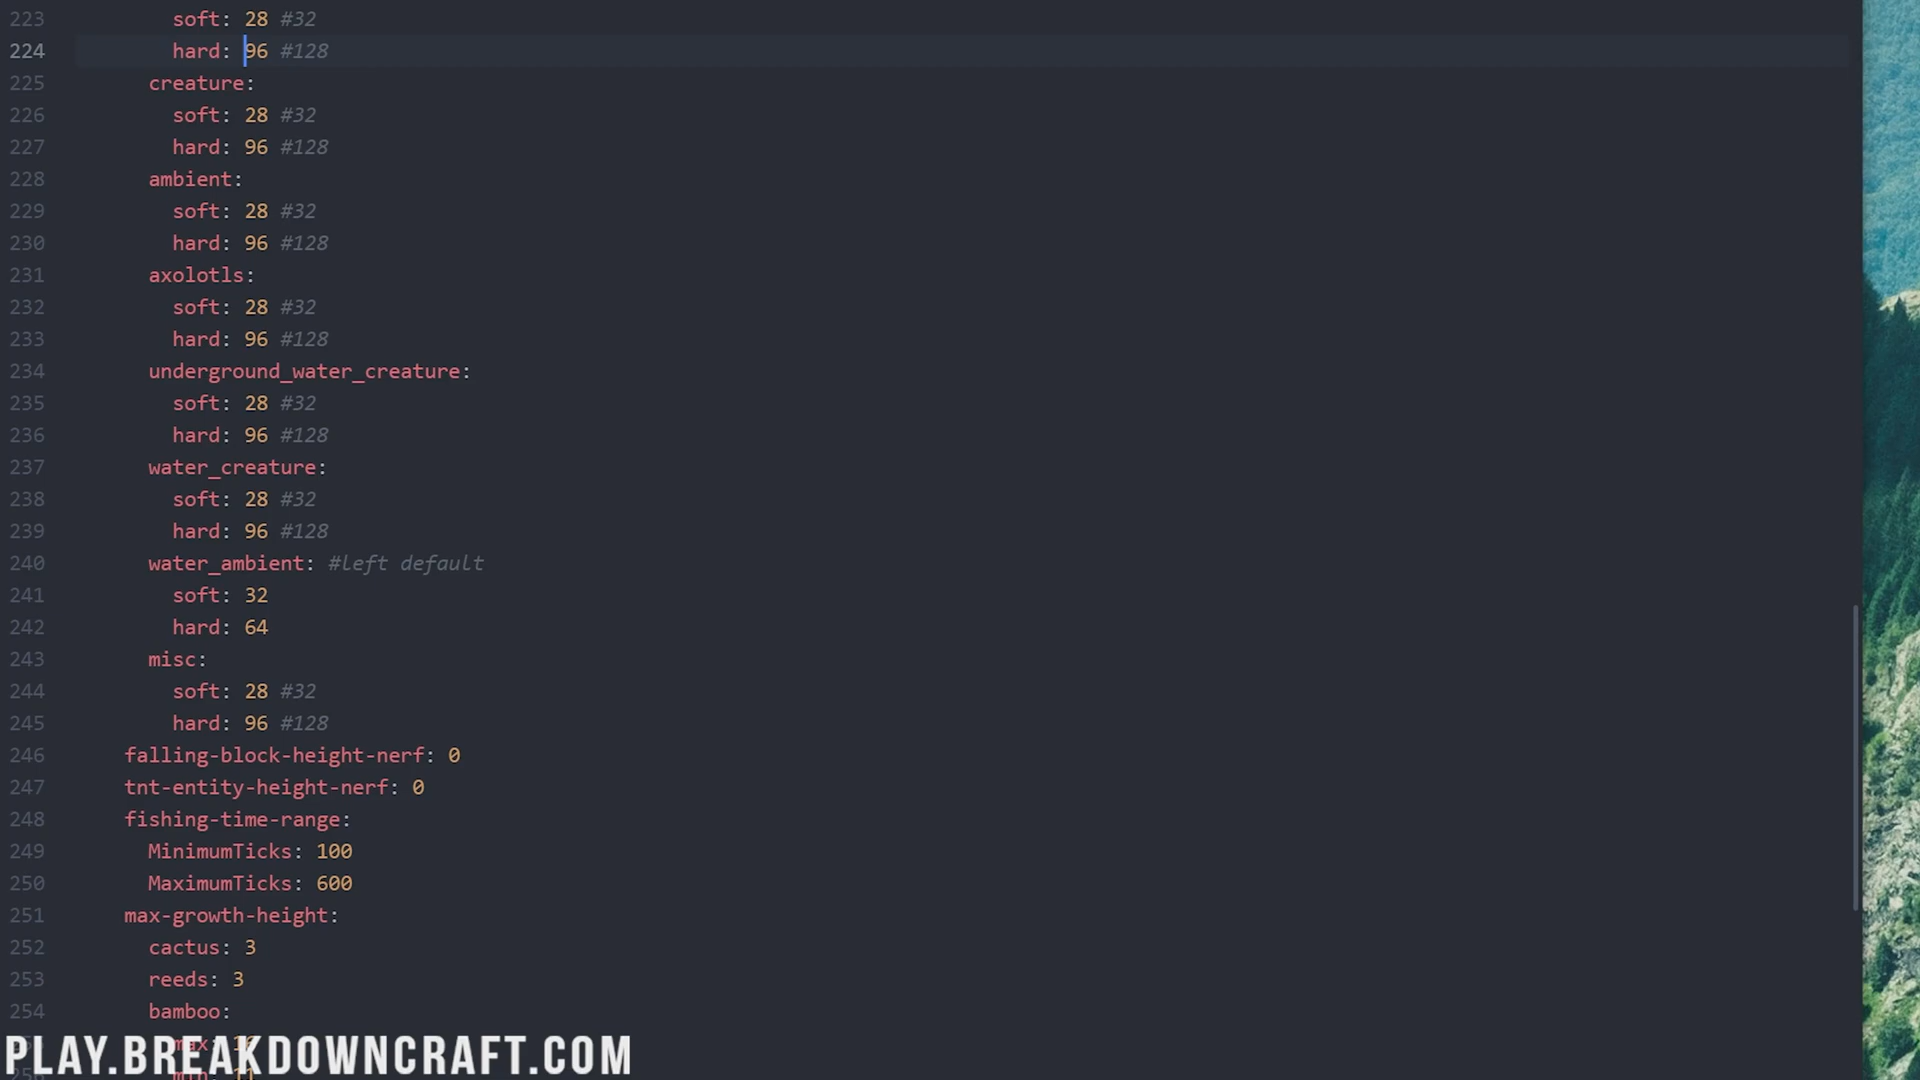 223 soft: 28 #32
224 hard: 96 #128
225 creature:
226 soft: 28 #32
227 hard: 96 #128
228 ambient:
229 soft: 28 #32
230 hard: 96 #128
231 axolotls:
232 soft: 28 #32
233 hard: 96 #128
234 underground_water_creature:
235 soft: 28 #32
236 hard: 96 #128
237 water_creature:
238 soft: 28 #32
239 hard: 96 #128
240 water_ambient: #left default
241 soft: 32
242 hard: 64
243 misc:
244 soft: 28 #32
245 hard: 96 #128
246 falling-block-height-nerf: 0
247 tnt-entity-height-nerf: 0
248 fishing-time-range:
249 MinimumTicks: 100
250 MaximumTicks: 600
251 max-growth-height:
252 cactus: 3
253 reeds: 3
254 bamboo:
PLAY.BREAKDOWNCRAFT.COM